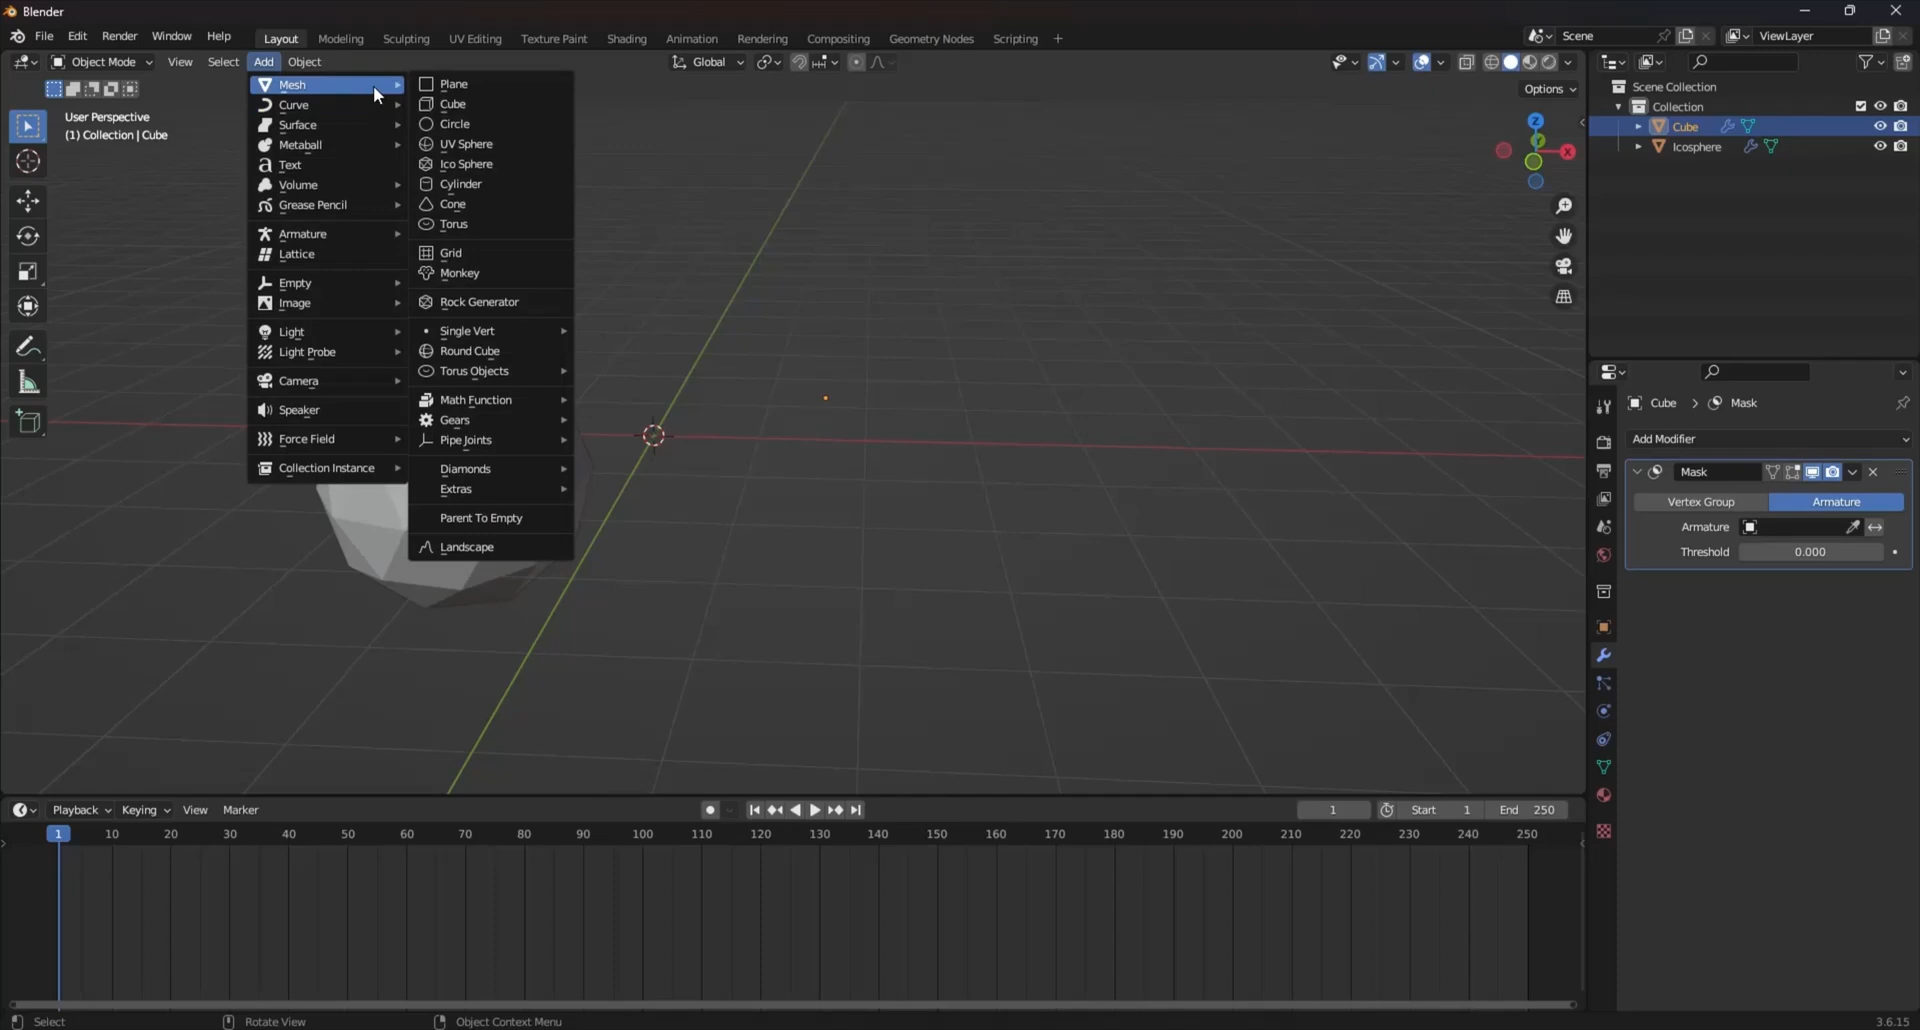 Blender
File Edit Render Window Help
Layout Modeling Sculpting UV Editing Texture Paint Shading Animation Rendering Compositing Geometry Nodes Scripting +
Scene ViewLayer
Object Mode View Select Add Object
Global
Options
User Perspective
(1) Collection | Cube
Mesh
Curve
Surface
Metaball
Text
Volume
Grease Pencil
Armature
Lattice
Empty
Image
Light
Light Probe
Camera
Speaker
Force Field
Collection Instance
Plane
Cube
Circle
UV Sphere
Ico Sphere
Cylinder
Cone
Torus
Grid
Monkey
Rock Generator
Single Vert
Round Cube
Torus Objects
Math Function
Gears
Pipe Joints
Diamonds
Extras
Parent To Empty
Landscape
Z
Y
X
Scene Collection
Collection
Cube
Icosphere
Cube > Mask
Add Modifier
Mask
Vertex Group Armature
Armature
Threshold 0.000
Playback Keying View Marker
1 Start 1 End 250
1 10 20 30 40 50 60 70 80 90 100 110 120 130 140 150 160 170 180 190 200 210 220 230 240 250
Select Rotate View Object Context Menu
3.6.15